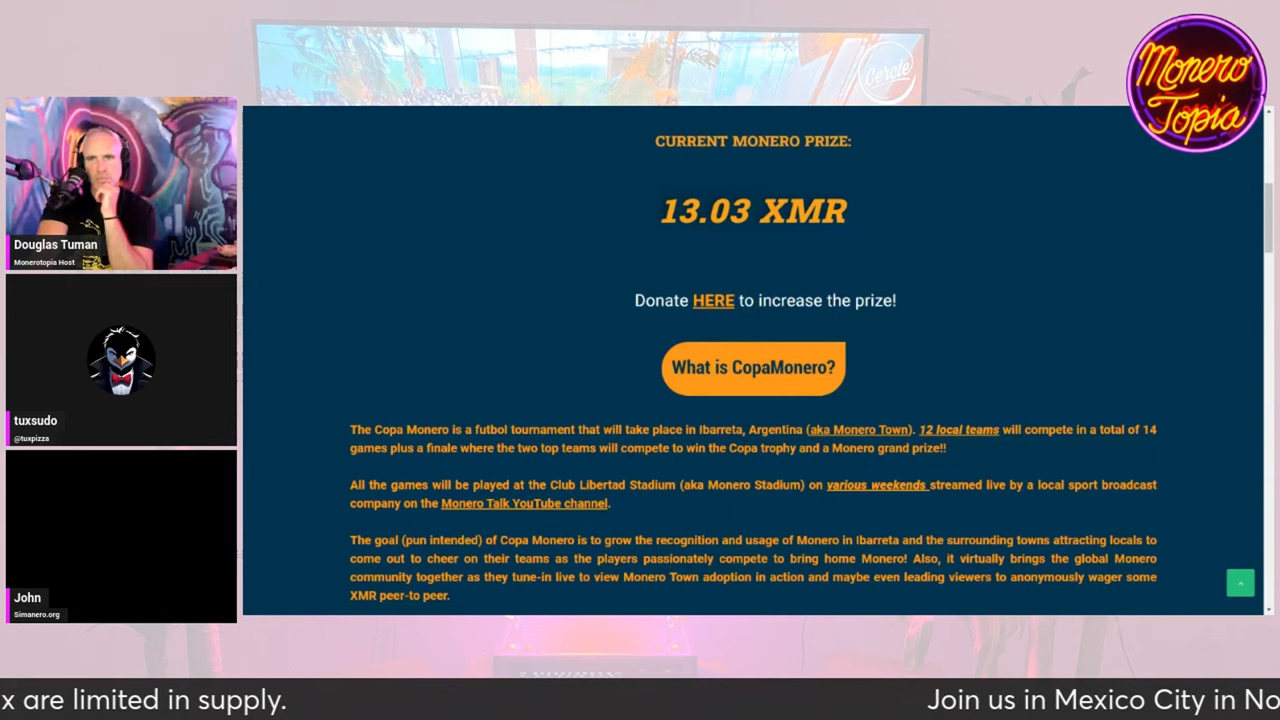 Cercle
Monero
Topia
CURRENT MONERO PRIZE:
13.03 XMR
Donate HERE to increase the prize!
What is CopaMonero?
The Copa Monero is a futbol tournament that will take place in Ibarreta, Argentina (aka Monero Town). 12 local teams will compete in a total of 14
games plus a finale where the two top teams will compete to win the Copa trophy and a Monero grand prize!!
All the games will be played at the Club Libertad Stadium (aka Monero Stadium) on various weekends streamed live by a local sport broadcast
company on the Monero Talk YouTube channel.
The goal (pun intended) of Copa Monero is to grow the recognition and usage of Monero in Ibarreta and the surrounding towns attracting locals to
come out to cheer on their teams as the players passionately compete to bring home Monero! Also, it virtually brings the global Monero
community together as they tune-in live to view Monero Town adoption in action and maybe even leading viewers to anonymously wager some
XMR peer-to peer.
Douglas Tuman
Monerotopia Host
tuxsudo
@tuxpizza
John
Simanero.org
x are limited in supply.
Join us in Mexico City in No